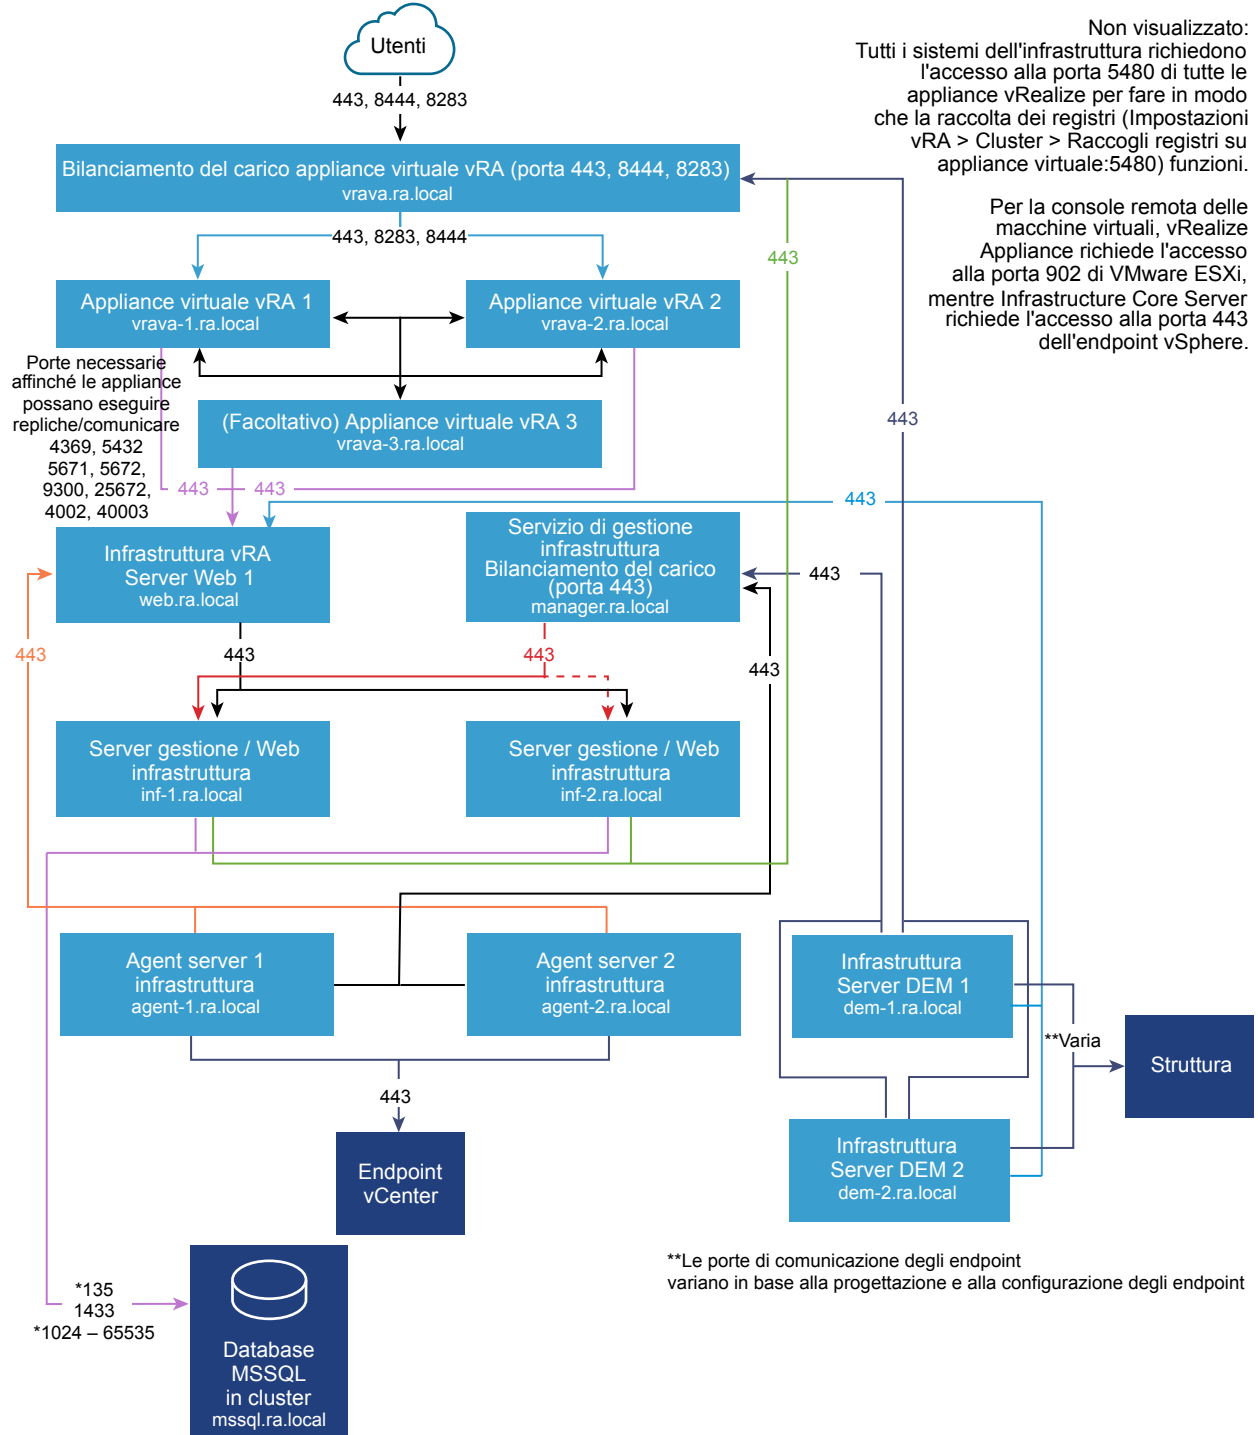 Utenti
443, 8444, 8283
Non visualizzato:
Tutti i sistemi dell'infrastruttura richiedono
l'accesso alla porta 5480 di tutte le
appliance vRealize per fare in modo
che la raccolta dei registri (Impostazioni
vRA > Cluster > Raccogli registri su
appliance virtuale:5480) funzioni.
Per la console remota delle
macchine virtuali, vRealize
Appliance richiede l'accesso
alla porta 902 di VMware ESXi,
mentre Infrastructure Core Server
richiede l'accesso alla porta 443
dell'endpoint vSphere.
Bilanciamento del carico appliance virtuale vRA (porta 443, 8444, 8283)
vrava.ra.local
443, 8283, 8444
443
Appliance virtuale vRA 1
vrava-1.ra.local
Appliance virtuale vRA 2
vrava-2.ra.local
Porte necessarie
affinché le appliance
possano eseguire
repliche/comunicare
4369, 5432
5671, 5672,
9300, 25672,
4002, 40003
(Facoltativo) Appliance virtuale vRA 3
vrava-3.ra.local
443
443
443
443
Infrastruttura vRA
Server Web 1
web.ra.local
Servizio di gestione
infrastruttura
Bilanciamento del carico
(porta 443)
manager.ra.local
443
443
443
443
443
Server gestione / Web
infrastruttura
inf-1.ra.local
Server gestione / Web
infrastruttura
inf-2.ra.local
Agent server 1
infrastruttura
agent-1.ra.local
Agent server 2
infrastruttura
agent-2.ra.local
Infrastruttura
Server DEM 1
dem-1.ra.local
**Varia
Struttura
443
Endpoint
vCenter
Infrastruttura
Server DEM 2
dem-2.ra.local
**Le porte di comunicazione degli endpoint
variano in base alla progettazione e alla configurazione degli endpoint
*135
1433
*1024 – 65535
Database
MSSQL
in cluster
mssql.ra.local